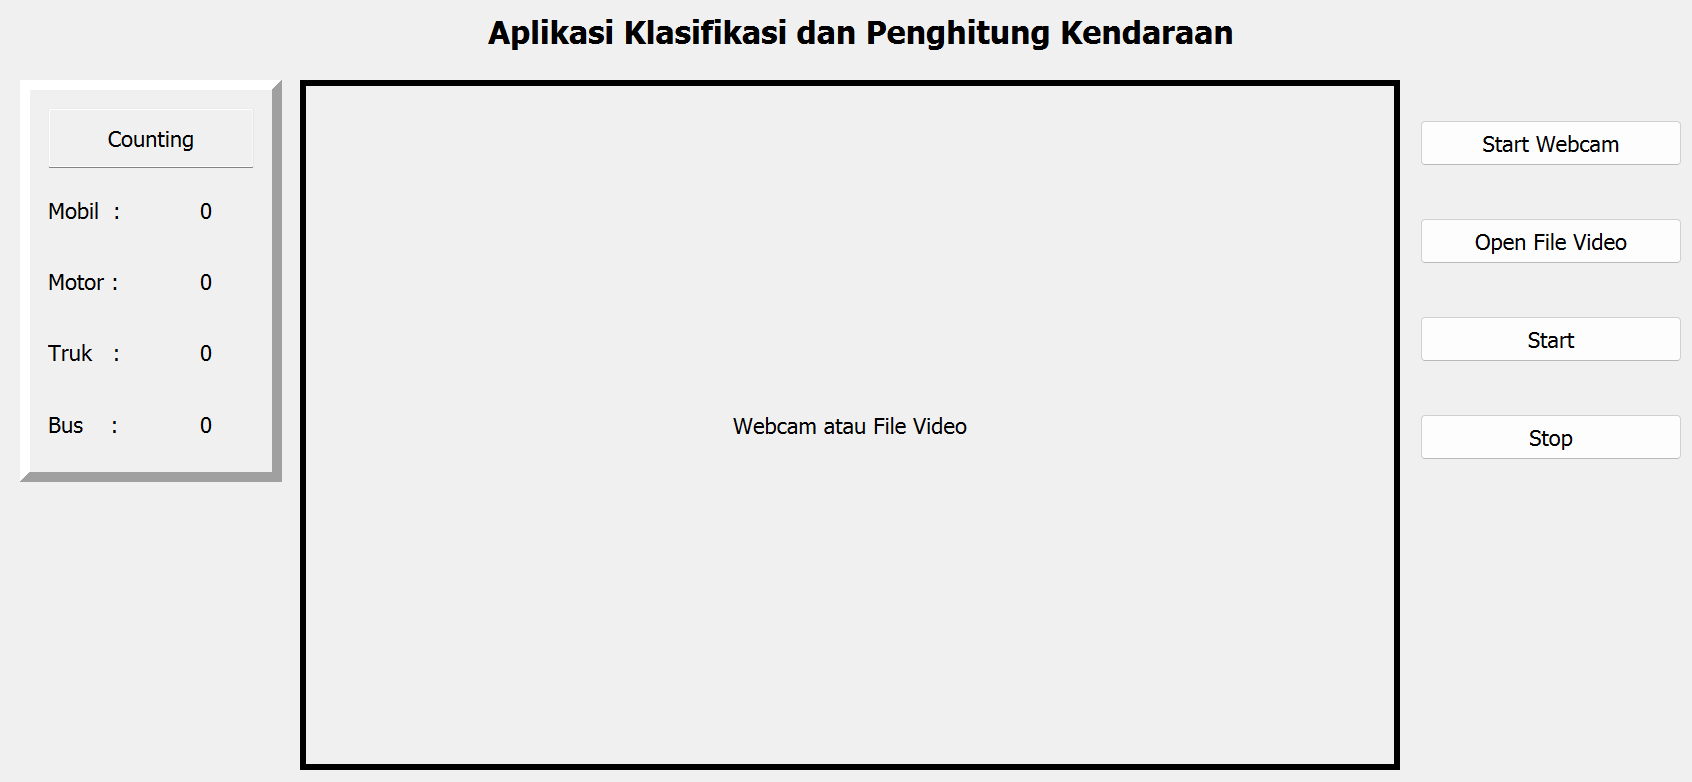 Aplikasi Klasifikasi dan Penghitung Kendaraan
Counting
Mobil : 0
Motor : 0
Truk : 0
Bus : 0
Webcam atau File Video
Start Webcam
Open File Video
Start
Stop